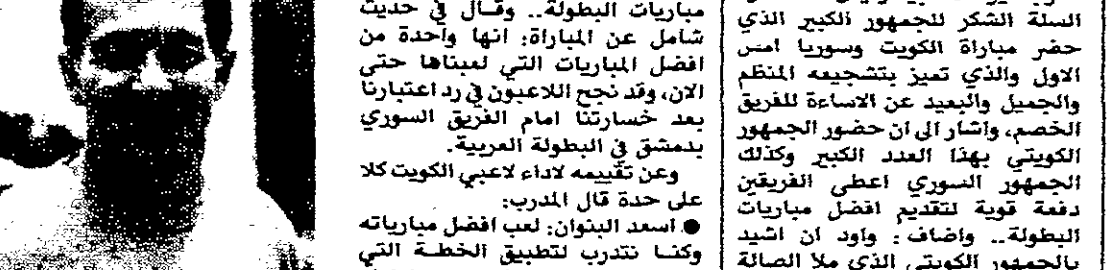 السلة الشكر للجمهور الكبير الذي
حضر مباراة الكويت وسوريا امس
الاول والذي تميز بتشجيعه المنظم
والجميل والبعيد عن الاساءة للفريق
الخصم، واشار الى ان حضور الجمهور
الكويتي بهذا العدد الكبير وكذلك
الجمهور السوري اعطى الفريقين
دفعة قوية لتقديم افضل مباريات
البطولة.. واضاف: واود ان اشيد
بالجمهور الكويتي الذي ملا الصالة
مباريات البطولة.. وقال في حديث
شامل عن المباراة: انها واحدة من
افضل المباريات التي لعبناها حتى
الان، وقد نجح اللاعبون في رد اعتبارنا
بعد خسارتنا امام الفريق السوري
بدمشق في البطولة العربية.
وعن تقييمه لاداء لاعبي الكويت كلا
على حدة قال المدرب:
● اسعد البنوان: لعب افضل مبارياته
وكنا نتدرب لتطبيق الخطة التي